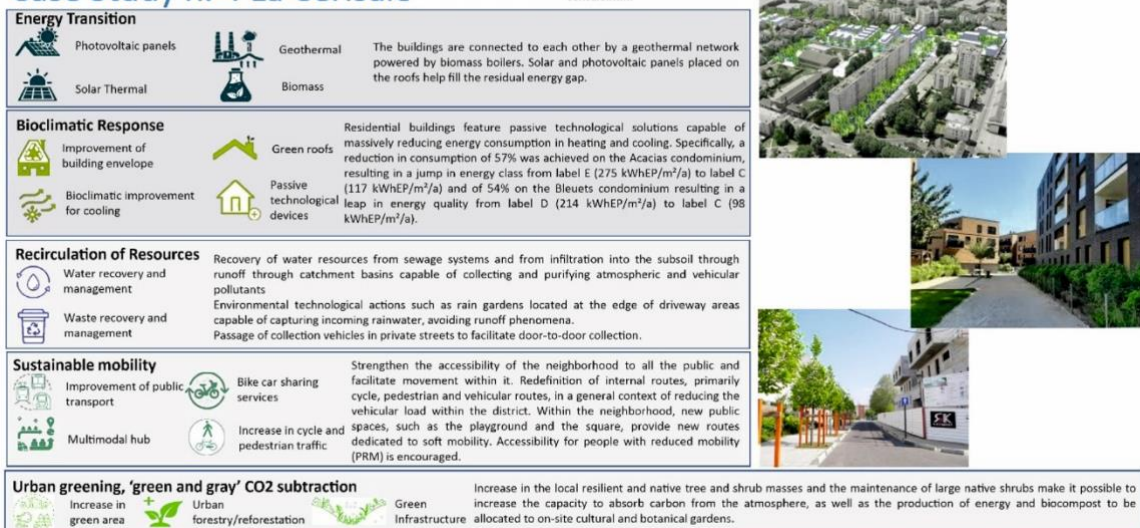 Energy Transition
Photovoltaic panels
Geothermal
Solar Thermal
Biomass
The buildings are connected to each other by a geothermal network
powered by biomass boilers. Solar and photovoltaic panels placed on
the roofs help fill the residual energy gap.
Bioclimatic Response
Improvement of
building envelope
Green roofs
Bioclimatic improvement
for cooling
Passive
technological
devices
Residential buildings feature passive technological solutions capable of
massively reducing energy consumption in heating and cooling. Specifically, a
reduction in consumption of 57% was achieved on the Acacias condominium,
resulting in a jump in energy class from label E (275 kWhEP/m²/a) to label C
(117 kWhEP/m²/a) and of 54% on the Bleuets condominium resulting in a
leap in energy quality from label D (214 kWhEP/m²/a) to label C (98
kWhEP/m²/a).
Recirculation of Resources
Water recovery and
management
Waste recovery and
management
Recovery of water resources from sewage systems and from infiltration into the subsoil through
runoff through catchment basins capable of collecting and purifying atmospheric and vehicular
pollutants
Environmental technological actions such as rain gardens located at the edge of driveway areas
capable of capturing incoming rainwater, avoiding runoff phenomena.
Passage of collection vehicles in private streets to facilitate door-to-door collection.
Sustainable mobility
Improvement of public
transport
Bike car sharing
services
Multimodal hub
Increase in cycle and
pedestrian traffic
Strengthen the accessibility of the neighborhood to all the public and
facilitate movement within it. Redefinition of internal routes, primarily
cycle, pedestrian and vehicular routes, in a general context of reducing the
vehicular load within the district. Within the neighborhood, new public
spaces, such as the playground and the square, provide new routes
dedicated to soft mobility. Accessibility for people with reduced mobility
(PRM) is encouraged.
Urban greening, ‘green and gray’ CO2 subtraction
Increase in
green area
Urban
forestry/reforestation
Green
Infrastructure
Increase in the local resilient and native tree and shrub masses and the maintenance of large native shrubs make it possible to
increase the capacity to absorb carbon from the atmosphere, as well as the production of energy and biocompost to be
allocated to on-site cultural and botanical gardens.